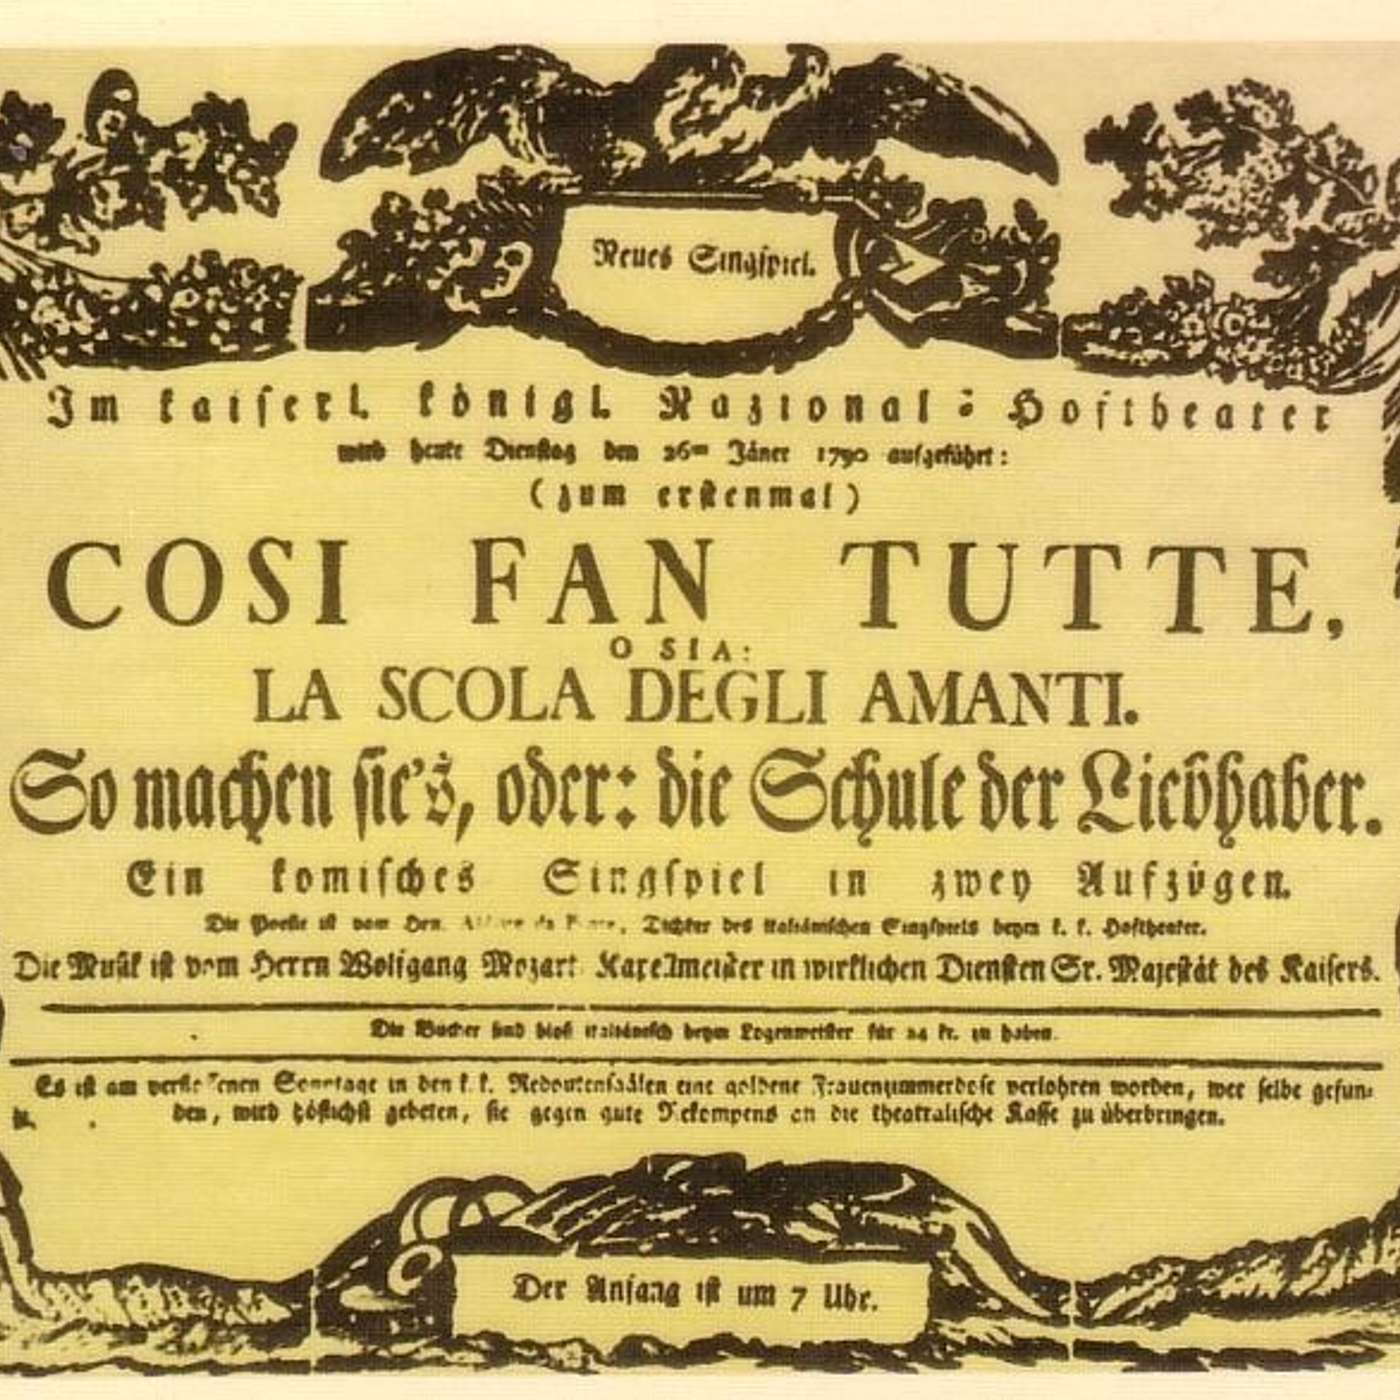 Neues Singſpiel.
Im kaiſerl. königl. Nazional-Hoftheater
wird heute Dienſtag den 26ten Jäner 1790 aufgeführt:
(zum erſtenmal)
COSI FAN TUTTE,
O SIA:
LA SCOLA DEGLI AMANTI.
So machen ſie's, oder: die Schule der Liebhaber.
Ein komiſches Singſpiel in zwey Aufzügen.
Die Poeſie iſt vom Hrn. da Dichter des italiäniſchen Singſpiels beym k. k. Hoftheater.
Die Muſik iſt vom Herrn Wolfgang Mozart Kapellmeiſter in wirklichen Dienſten Sr. Majeſtät des Kaiſers.
Die Bücher ſind bloß italiäniſch beym Logenmeiſter für 24 kr. zu haben.
Es iſt am verfloſſenen Sonntage in den k. k. Redoutenſäälen eine goldene Frauenzimmerdoſe verlohren worden, wer ſelbe gefun-
den, wird höflichſt gebeten, ſie gegen gute Rekompens an die theatraliſche Kaſſe zu überbringen.
Der Anfang iſt um 7 Uhr.